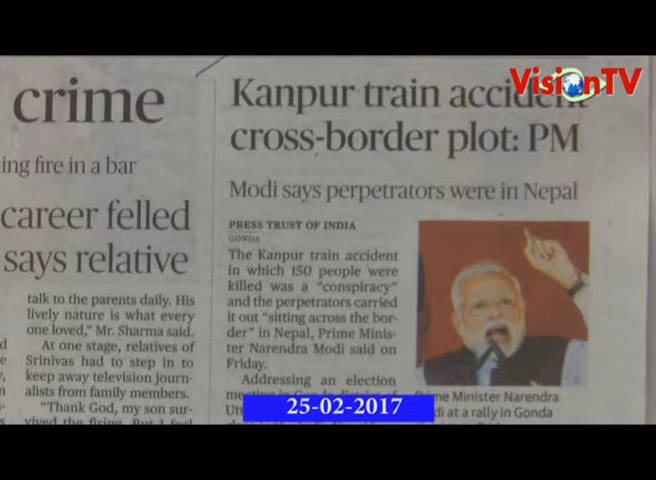 VisionTV
crime
ing fire in a bar
career felled
says relative
talk to the parents daily. His
lively nature is what every
one loved," Mr. Sharma said.
At one stage, relatives of
Srinivas had to step in to
keep away television journ-
alists from family members.
"Thank God, my son sur-
vived the firing. But I feel
Kanpur train accident
cross-border plot: PM
Modi says perpetrators were in Nepal
PRESS TRUST OF INDIA
GONDA
The Kanpur train accident
in which 150 people were
killed was a "conspiracy"
and the perpetrators carried
it out "sitting across the bor-
der" in Nepal, Prime Minis-
ter Narendra Modi said on
Friday.
Addressing an election
Prime Minister Narendra
di at a rally in Gonda
25-02-2017